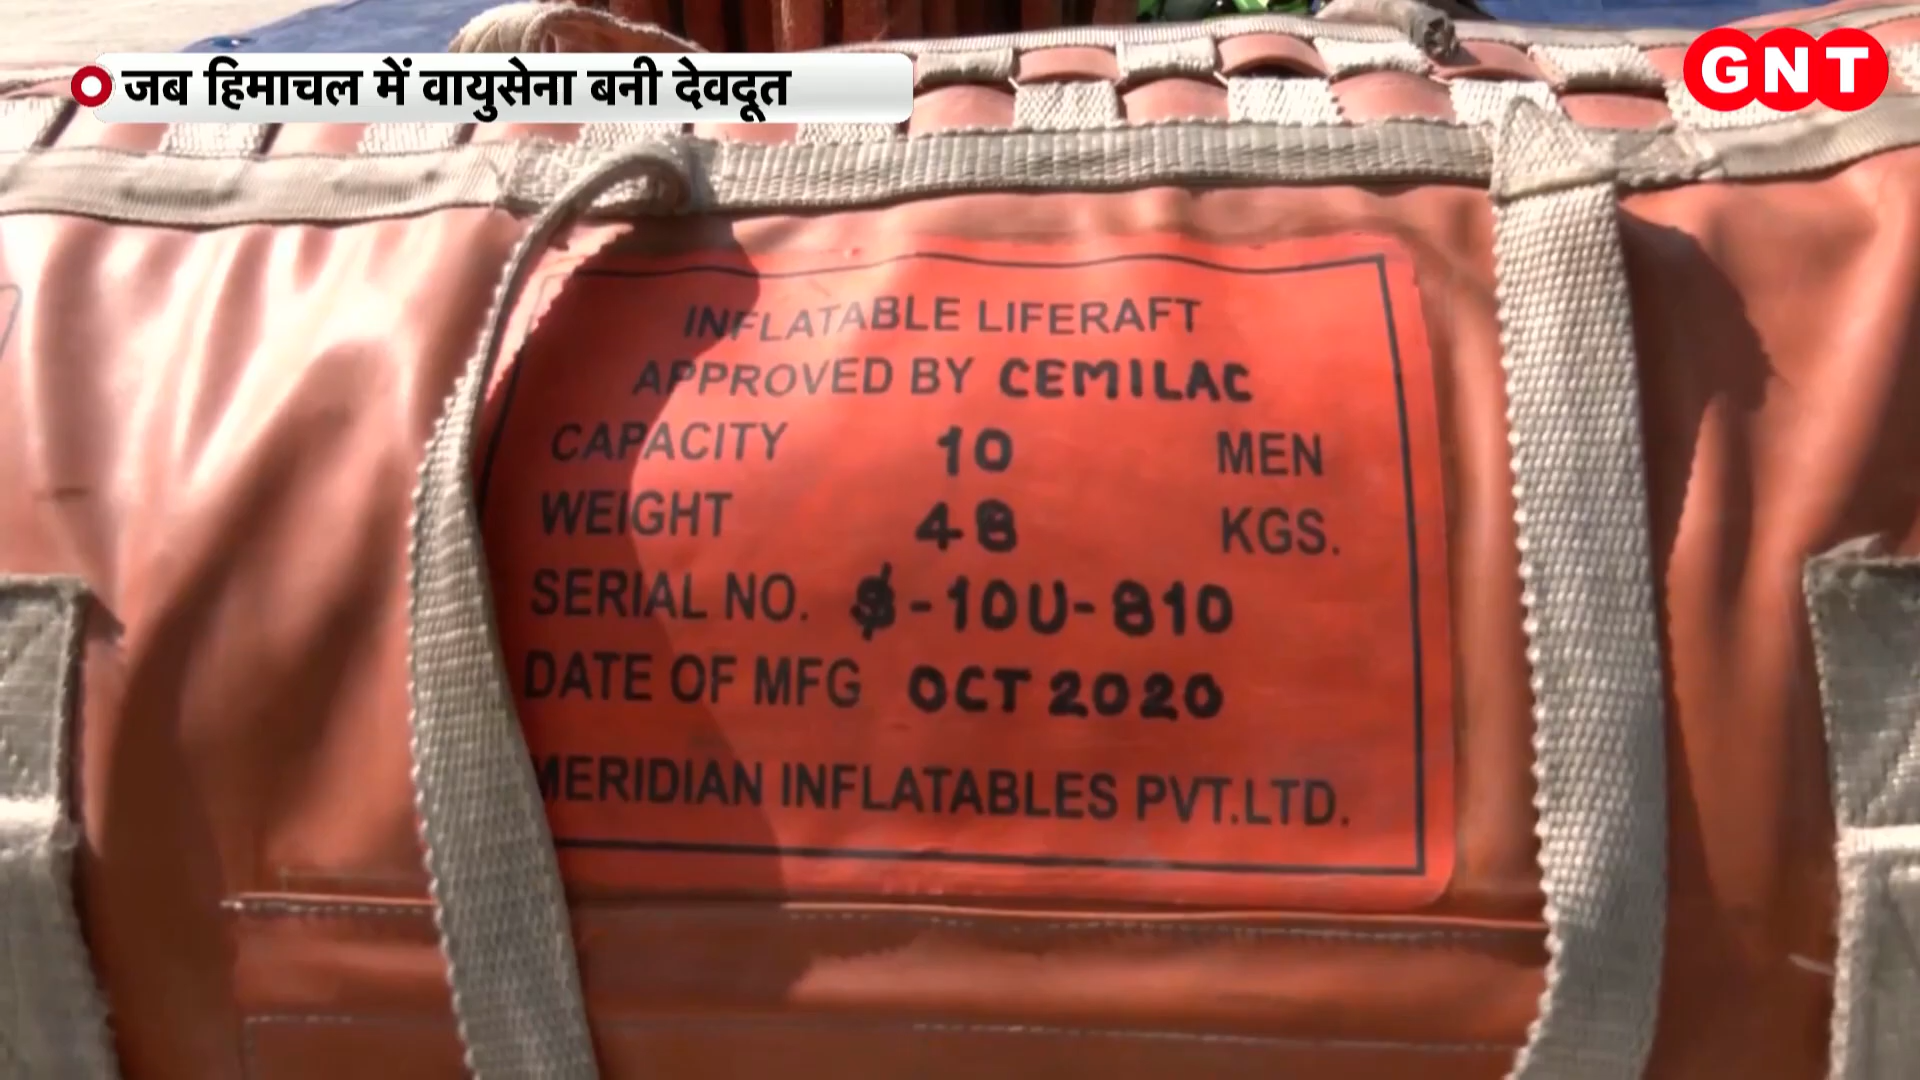 जब हिमाचल में वायुसेना बनी देवदूत
GNT
INFLATABLE LIFERAFT
APPROVED BY CEMILAC
CAPACITY 10 MEN
WEIGHT 48 KGS.
SERIAL NO. $-10U-810
DATE OF MFG OCT 2020
MERIDIAN INFLATABLES PVT.LTD.